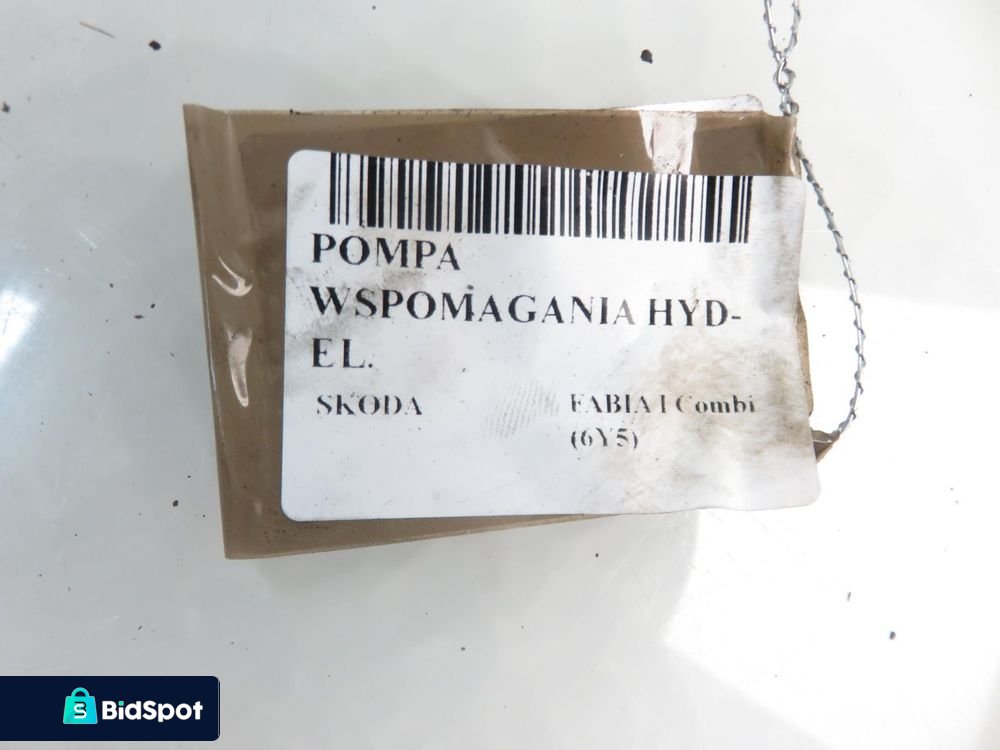 POMPA
WSPOMAGANIA HYD-
EL.
SKODA FABIA I Combi
(6Y5)
BidSpot